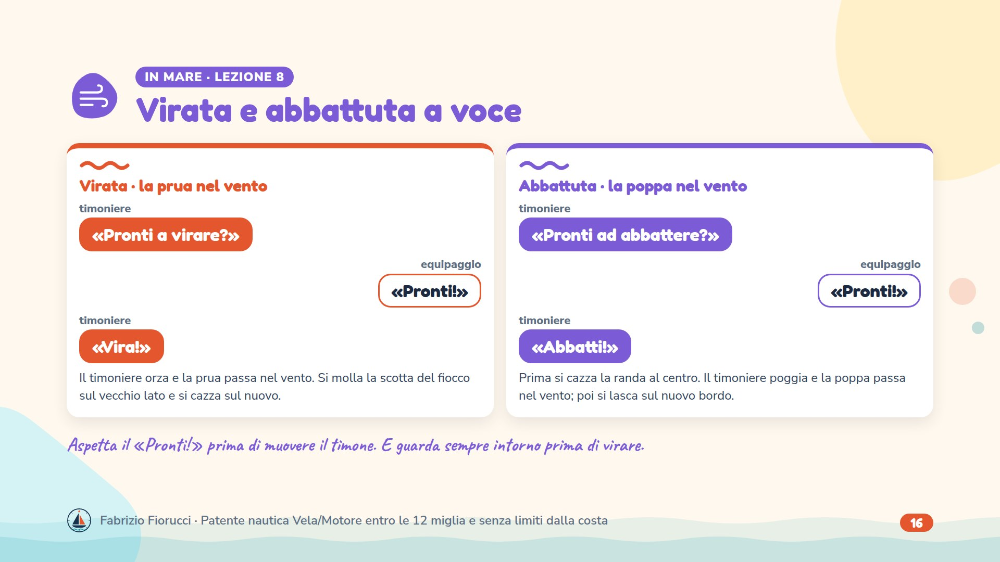 IN MARE · LEZIONE 8
Virata e abbattuta a voce
Virata · la prua nel vento
timoniere
«Pronti a virare?»
equipaggio
«Pronti!»
timoniere
«Vira!»
Il timoniere orza e la prua passa nel vento. Si molla la scotta del fiocco
sul vecchio lato e si cazza sul nuovo.
Abbattuta · la poppa nel vento
timoniere
«Pronti ad abbattere?»
equipaggio
«Pronti!»
timoniere
«Abbatti!»
Prima si cazza la randa al centro. Il timoniere poggia e la poppa passa
nel vento; poi si lasca sul nuovo bordo.
Aspetta il «Pronti!» prima di muovere il timone. E guarda sempre intorno prima di virare.
Fabrizio Fiorucci · Patente nautica Vela/Motore entro le 12 miglia e senza limiti dalla costa
16